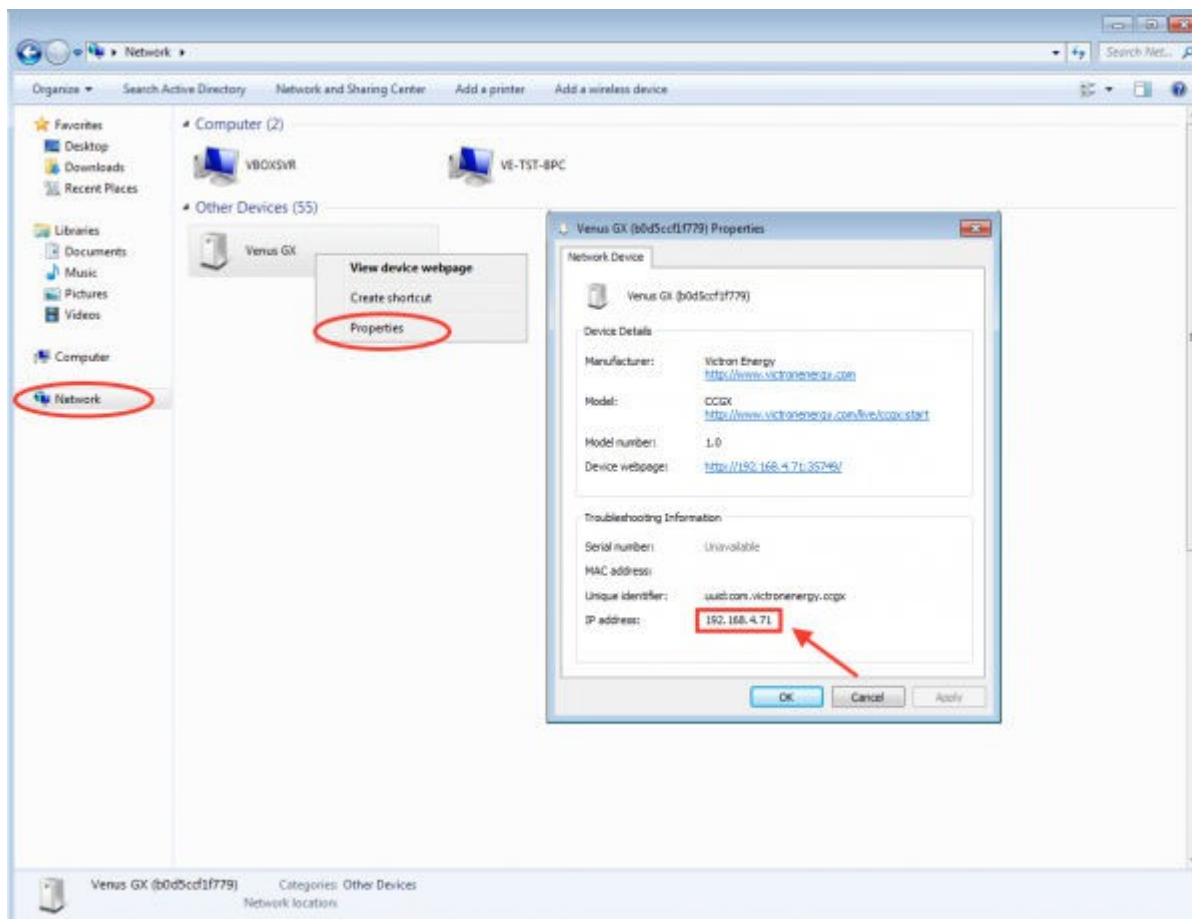 Network
Search Net...
Organize
Search Active Directory
Network and Sharing Center
Add a printer
Add a wireless device
Favorites
Desktop
Downloads
Recent Places
Libraries
Documents
Music
Pictures
Videos
Computer
Network
Computer (2)
VBOXSVR
VE-TST-8PC
Other Devices (55)
Venus GX
View device webpage
Create shortcut
Properties
Venus GX (b0d5ccf1f779) Properties
Network Device
Venus GX (b0d5ccf1f779)
Device Details
Manufacturer: Victron Energy
http://www.victronenergy.com
Model: CCGX
http://www.victronenergy.com/live/ccgx:start
Model number: 1.0
Device webpage: http://192.168.4.71:35749/
Troubleshooting Information
Serial number: Unavailable
MAC address:
Unique identifier: uuid:com.victronenergy.ccgx
IP address: 192.168.4.71
OK
Cancel
Apply
Venus GX (b0d5ccf1f779)
Categories: Other Devices
Network location: